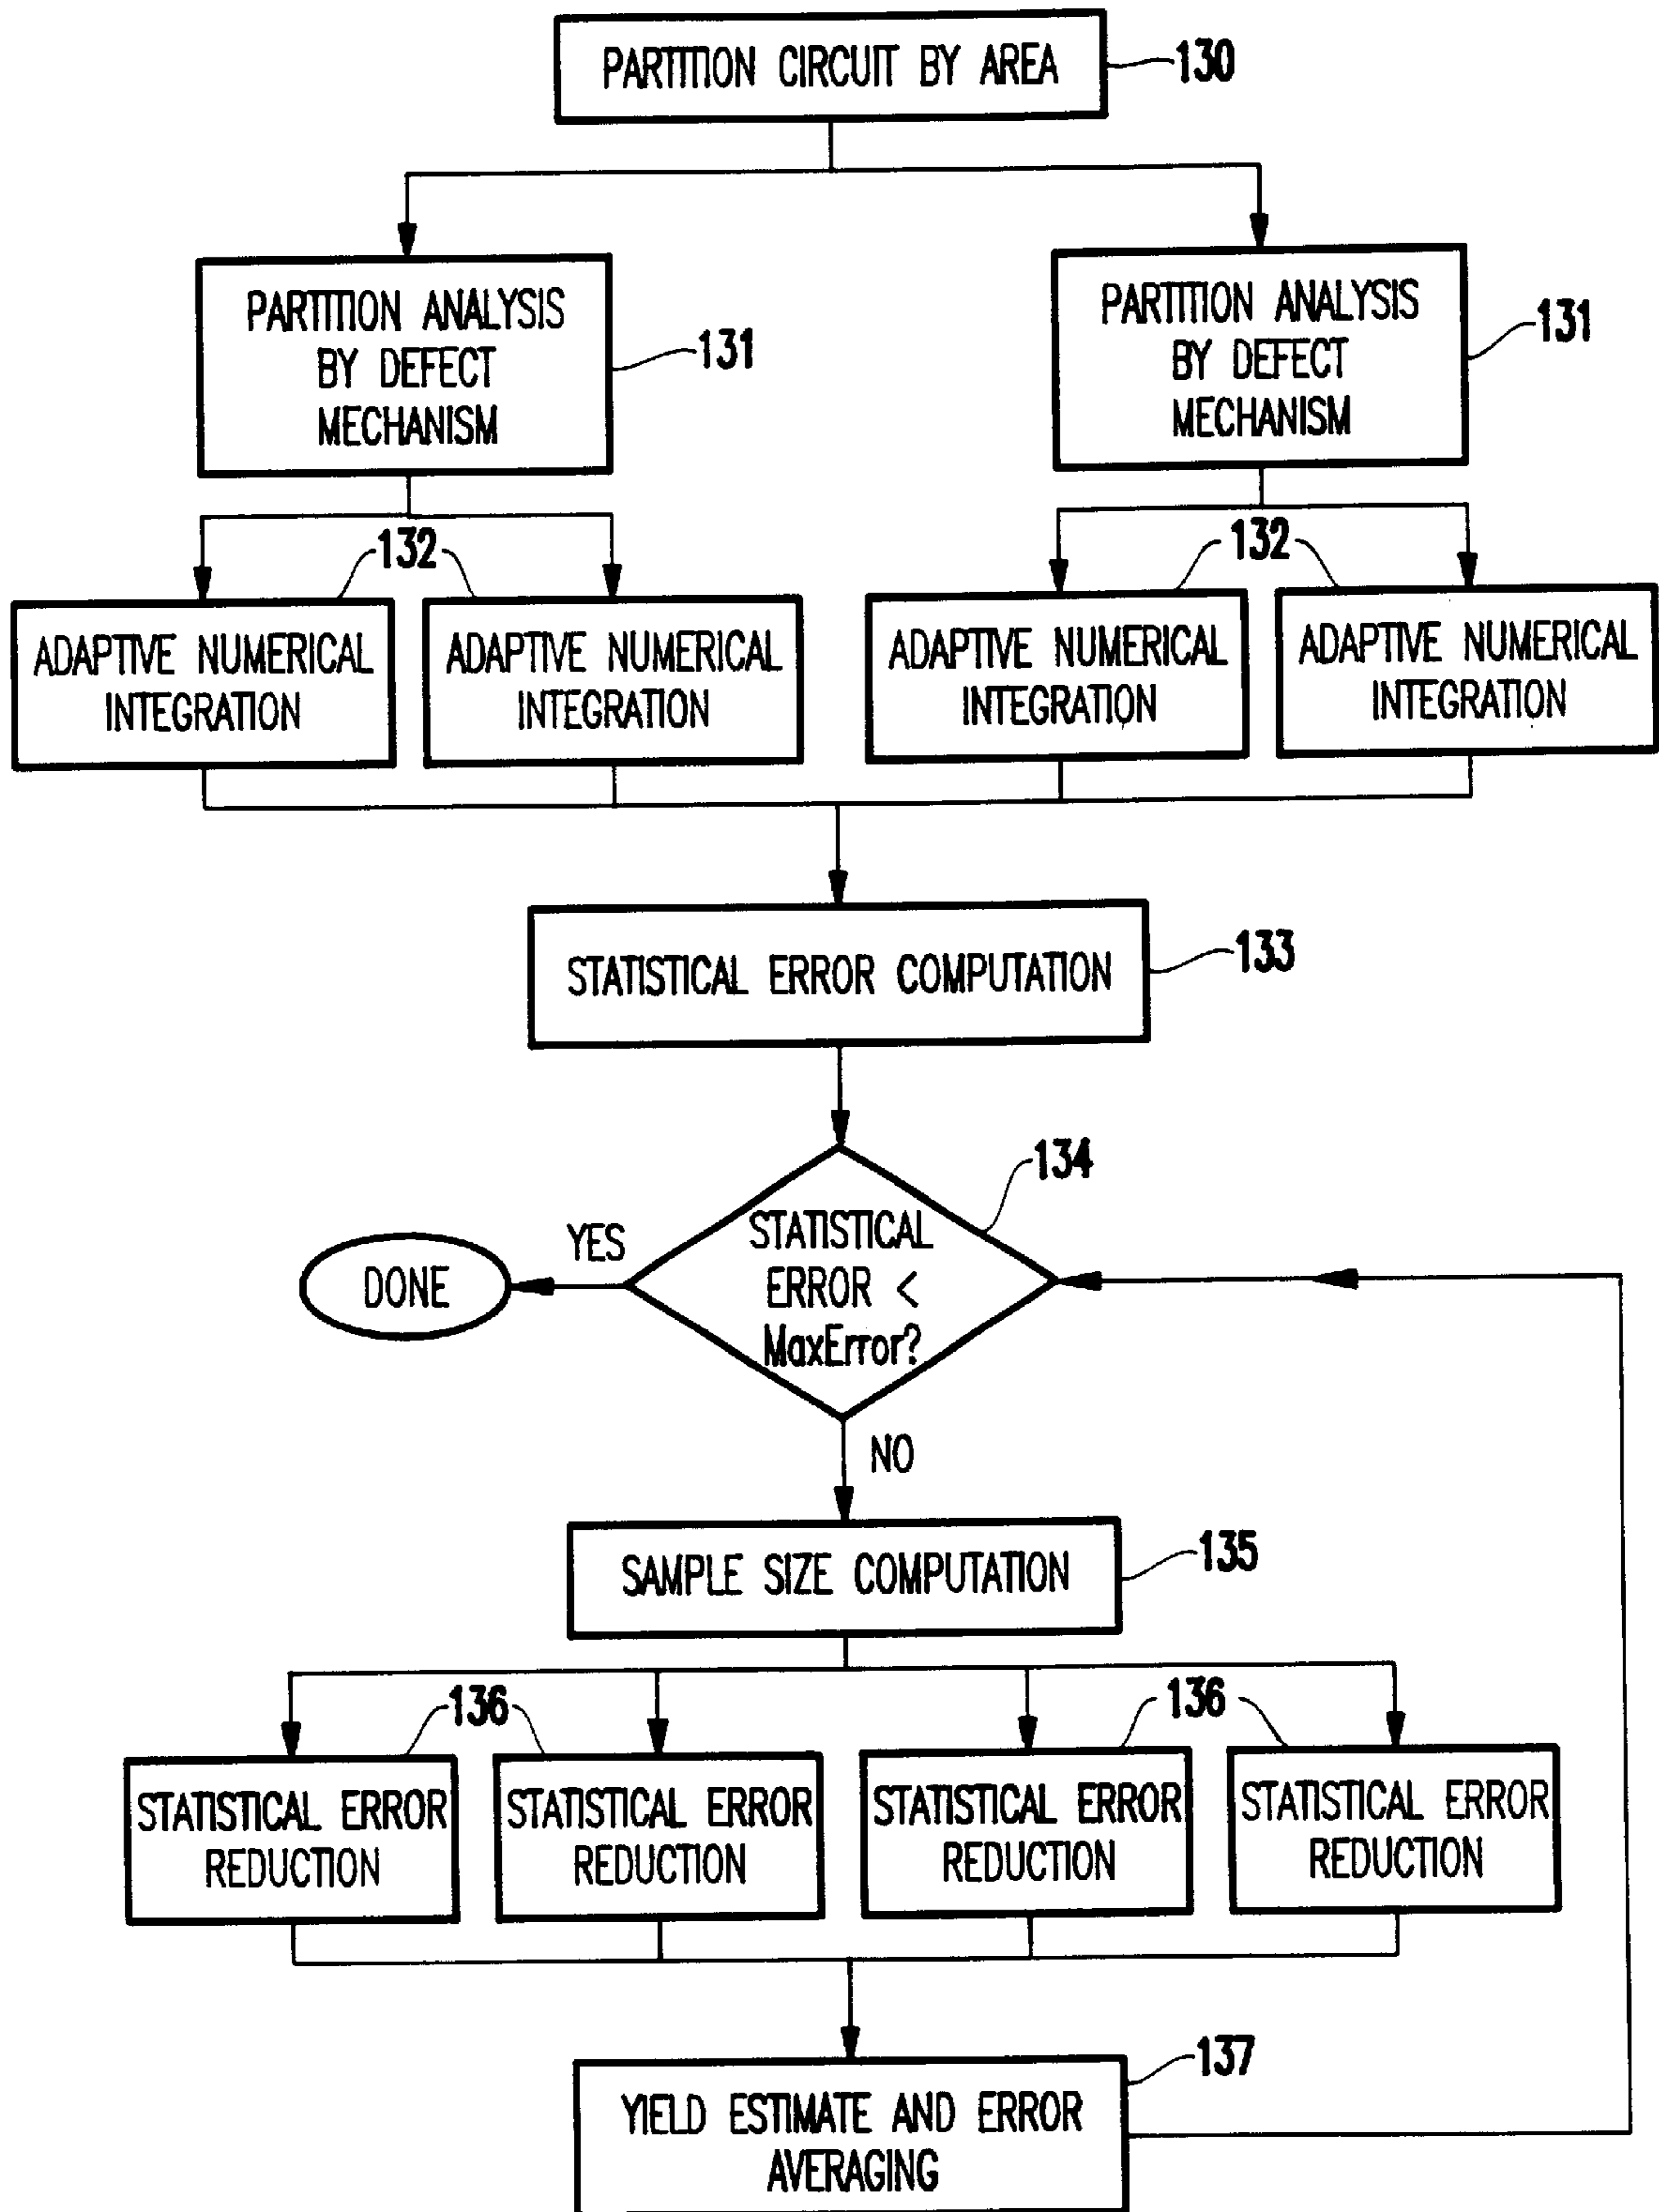 PARTITION CIRCUIT BY AREA
130
PARTITION ANALYSIS
BY DEFECT
MECHANISM
131
PARTITION ANALYSIS
BY DEFECT
MECHANISM
131
132
132
ADAPTIVE NUMERICAL
INTEGRATION
ADAPTIVE NUMERICAL
INTEGRATION
ADAPTIVE NUMERICAL
INTEGRATION
ADAPTIVE NUMERICAL
INTEGRATION
STATISTICAL ERROR COMPUTATION
133
134
STATISTICAL
ERROR <
MaxError?
YES
DONE
NO
SAMPLE SIZE COMPUTATION
135
136
136
STATISTICAL ERROR
REDUCTION
STATISTICAL ERROR
REDUCTION
STATISTICAL ERROR
REDUCTION
STATISTICAL ERROR
REDUCTION
137
YIELD ESTIMATE AND ERROR
AVERAGING